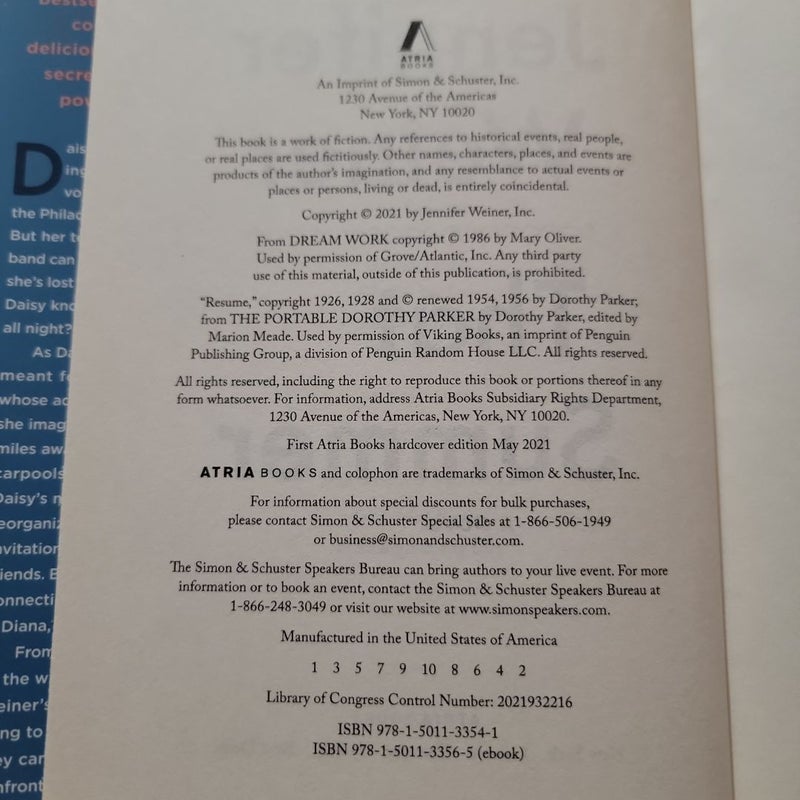 bestse
co
delicio
secre
pov
Dais
ing
vo
the Philad
But her t
band can
she's lost
Daisy kno
all night?
As Da
meant f
whose ad
she imag
miles aw
carpools
Daisy's n
eorganiz
nvitation
iends. B
onnecti
Diana,
From
the w
einer's
ng to
ey can
nfront
ATRIA
BOOKS
An Imprint of Simon & Schuster, Inc.
1230 Avenue of the Americas
New York, NY 10020
This book is a work of fiction. Any references to historical events, real people,
or real places are used fictitiously. Other names, characters, places, and events are
products of the author's imagination, and any resemblance to actual events or
places or persons, living or dead, is entirely coincidental.
Copyright © 2021 by Jennifer Weiner, Inc.
From DREAM WORK copyright © 1986 by Mary Oliver.
Used by permission of Grove/Atlantic, Inc. Any third party
use of this material, outside of this publication, is prohibited.
"Resume," copyright 1926, 1928 and © renewed 1954, 1956 by Dorothy Parker;
from THE PORTABLE DOROTHY PARKER by Dorothy Parker, edited by
Marion Meade. Used by permission of Viking Books, an imprint of Penguin
Publishing Group, a division of Penguin Random House LLC. All rights reserved.
All rights reserved, including the right to reproduce this book or portions thereof in any
form whatsoever. For information, address Atria Books Subsidiary Rights Department,
1230 Avenue of the Americas, New York, NY 10020.
First Atria Books hardcover edition May 2021
ATRIA BOOKS and colophon are trademarks of Simon & Schuster, Inc.
For information about special discounts for bulk purchases,
please contact Simon & Schuster Special Sales at 1-866-506-1949
or business@simonandschuster.com.
The Simon & Schuster Speakers Bureau can bring authors to your live event. For more
information or to book an event, contact the Simon & Schuster Speakers Bureau at
1-866-248-3049 or visit our website at www.simonspeakers.com.
Manufactured in the United States of America
1 3 5 7 9 10 8 6 4 2
Library of Congress Control Number: 2021932216
ISBN 978-1-5011-3354-1
ISBN 978-1-5011-3356-5 (ebook)